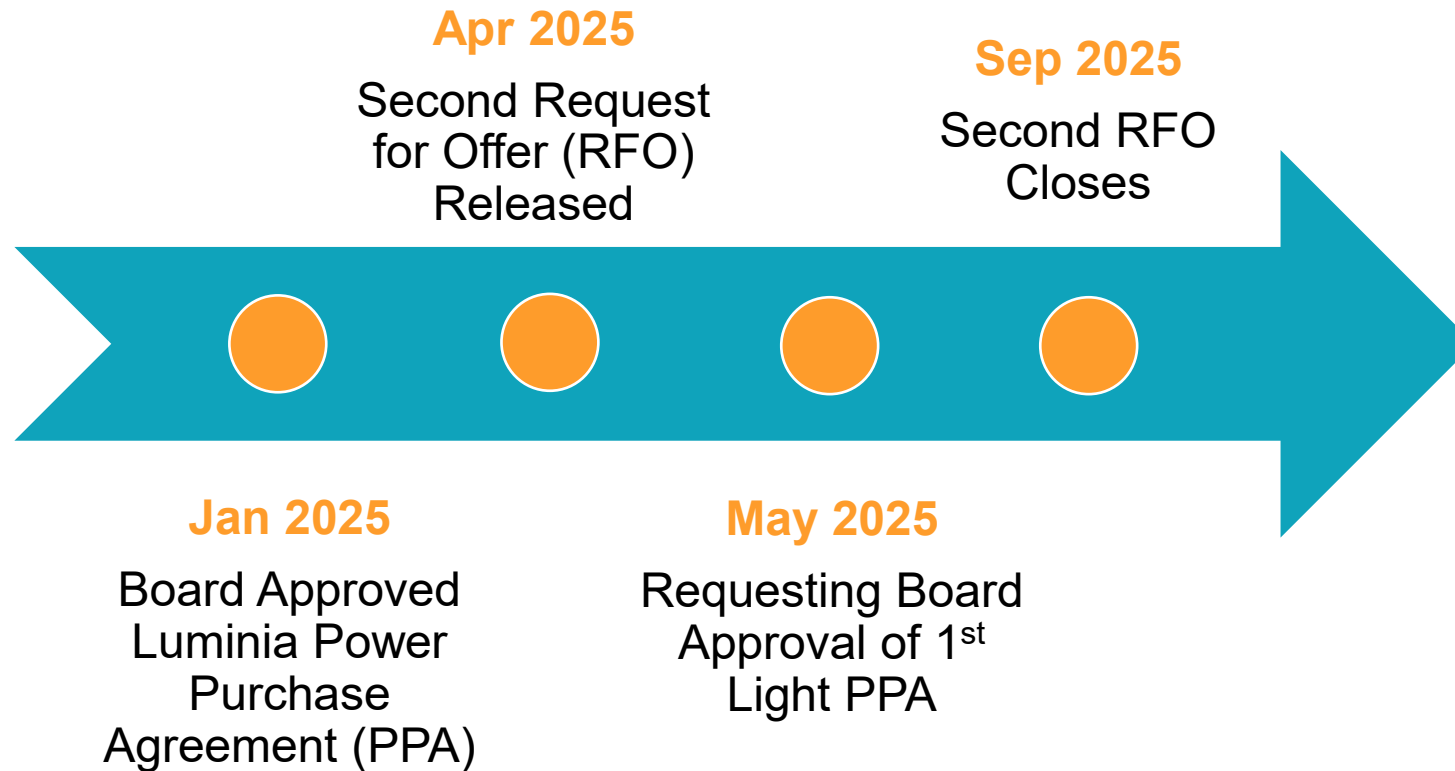 Apr 2025
Second Request
for Offer (RFO)
Released
Sep 2025
Second RFO
Closes
Jan 2025
Board Approved
Luminia Power
Purchase
Agreement (PPA)
May 2025
Requesting Board
Approval of 1st
Light PPA